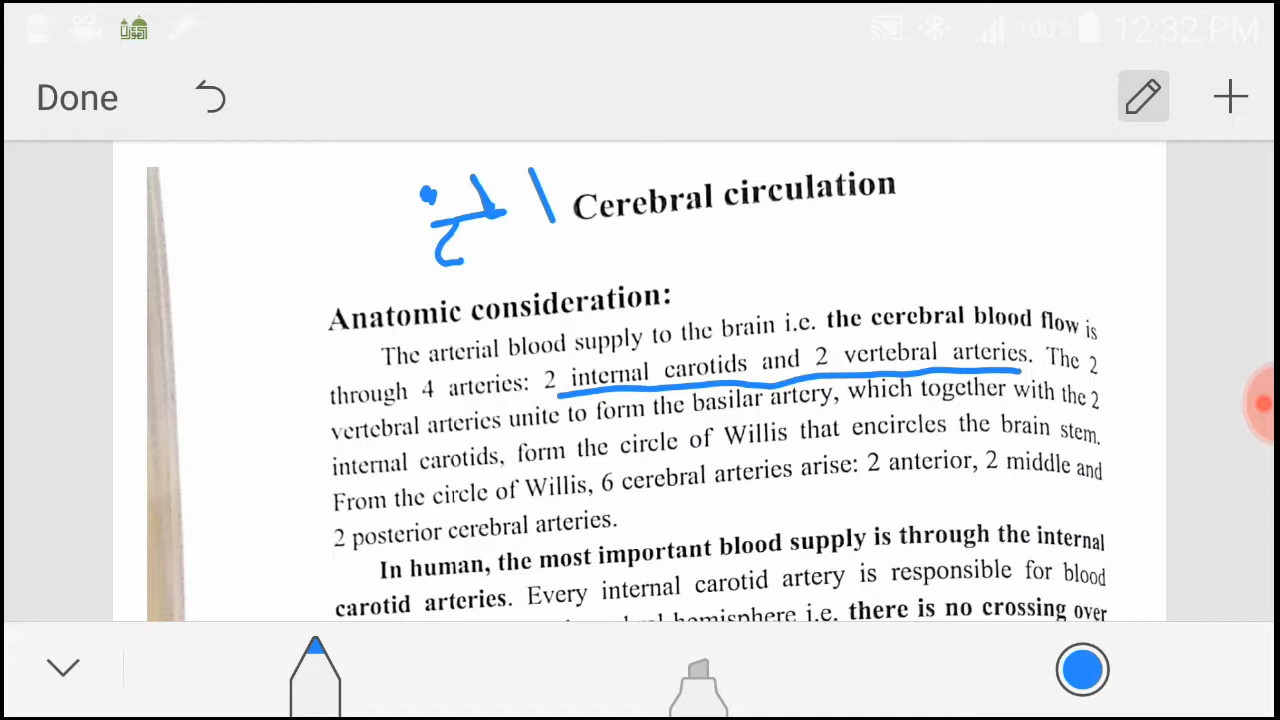 12:32 PM
100%
Done
Cerebral circulation
Anatomic consideration:
The arterial blood supply to the brain i.e. the cerebral blood flow is
through 4 arteries: 2 internal carotids and 2 vertebral arteries. The 2
vertebral arteries unite to form the basilar artery, which together with the 2
internal carotids, form the circle of Willis that encircles the brain stem.
From the circle of Willis, 6 cerebral arteries arise: 2 anterior, 2 middle and
2 posterior cerebral arteries.
In human, the most important blood supply is through the internal
carotid arteries. Every internal carotid artery is responsible for blood
hemisphere i.e. there is no crossing over